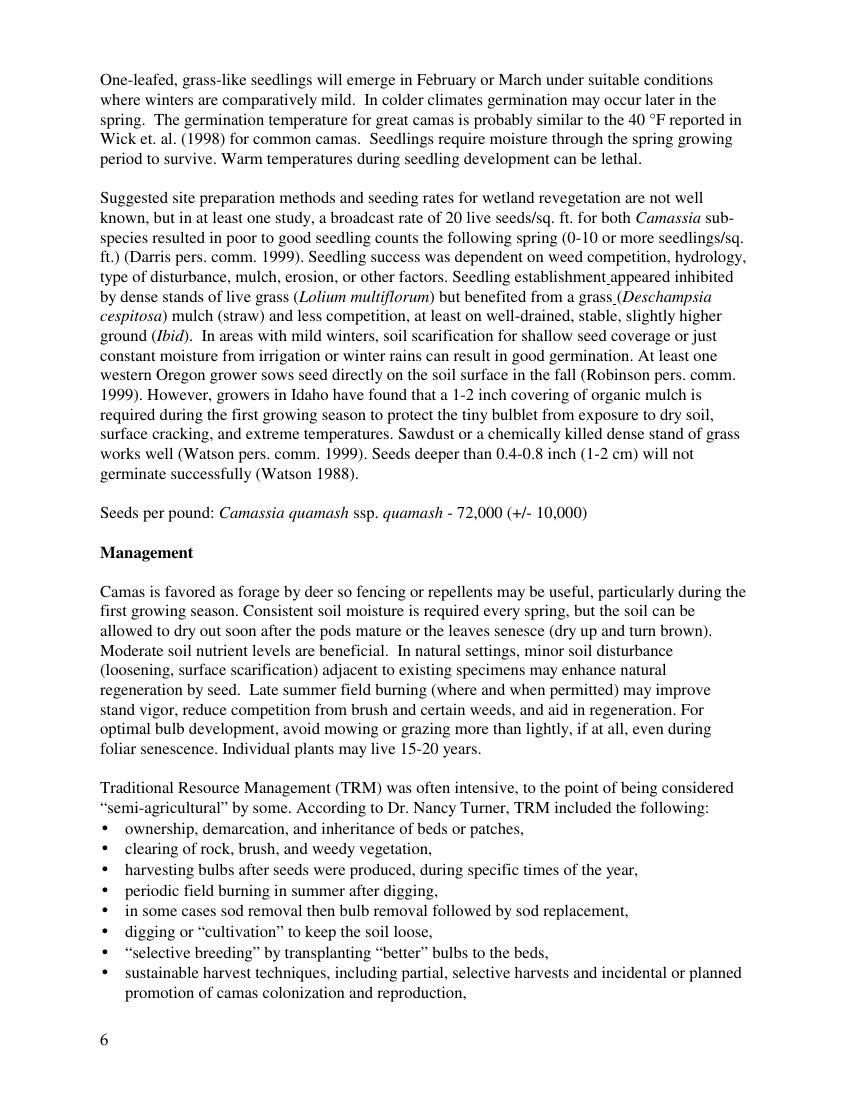 One-leafed, grass-like seedlings will emerge in February or March under suitable conditions
where winters are comparatively mild.  In colder climates germination may occur later in the
spring.  The germination temperature for great camas is probably similar to the 40 °F reported in
Wick et. al. (1998) for common camas.  Seedlings require moisture through the spring growing
period to survive. Warm temperatures during seedling development can be lethal.

Suggested site preparation methods and seeding rates for wetland revegetation are not well
known, but in at least one study, a broadcast rate of 20 live seeds/sq. ft. for both Camassia sub-
species resulted in poor to good seedling counts the following spring (0-10 or more seedlings/sq.
ft.) (Darris pers. comm. 1999). Seedling success was dependent on weed competition, hydrology,
type of disturbance, mulch, erosion, or other factors. Seedling establishment appeared inhibited
by dense stands of live grass (Lolium multiflorum) but benefited from a grass (Deschampsia
cespitosa) mulch (straw) and less competition, at least on well-drained, stable, slightly higher
ground (Ibid).  In areas with mild winters, soil scarification for shallow seed coverage or just
constant moisture from irrigation or winter rains can result in good germination. At least one
western Oregon grower sows seed directly on the soil surface in the fall (Robinson pers. comm.
1999). However, growers in Idaho have found that a 1-2 inch covering of organic mulch is
required during the first growing season to protect the tiny bulblet from exposure to dry soil,
surface cracking, and extreme temperatures. Sawdust or a chemically killed dense stand of grass
works well (Watson pers. comm. 1999). Seeds deeper than 0.4-0.8 inch (1-2 cm) will not
germinate successfully (Watson 1988).

Seeds per pound: Camassia quamash ssp. quamash - 72,000 (+/- 10,000)

Management

Camas is favored as forage by deer so fencing or repellents may be useful, particularly during the
first growing season. Consistent soil moisture is required every spring, but the soil can be
allowed to dry out soon after the pods mature or the leaves senesce (dry up and turn brown).
Moderate soil nutrient levels are beneficial.  In natural settings, minor soil disturbance
(loosening, surface scarification) adjacent to existing specimens may enhance natural
regeneration by seed.  Late summer field burning (where and when permitted) may improve
stand vigor, reduce competition from brush and certain weeds, and aid in regeneration. For
optimal bulb development, avoid mowing or grazing more than lightly, if at all, even during
foliar senescence. Individual plants may live 15-20 years.

Traditional Resource Management (TRM) was often intensive, to the point of being considered
“semi-agricultural” by some. According to Dr. Nancy Turner, TRM included the following:
• ownership, demarcation, and inheritance of beds or patches,
• clearing of rock, brush, and weedy vegetation,
• harvesting bulbs after seeds were produced, during specific times of the year,
• periodic field burning in summer after digging,
• in some cases sod removal then bulb removal followed by sod replacement,
• digging or “cultivation” to keep the soil loose,
• “selective breeding” by transplanting “better” bulbs to the beds,
• sustainable harvest techniques, including partial, selective harvests and incidental or planned
promotion of camas colonization and reproduction,

6